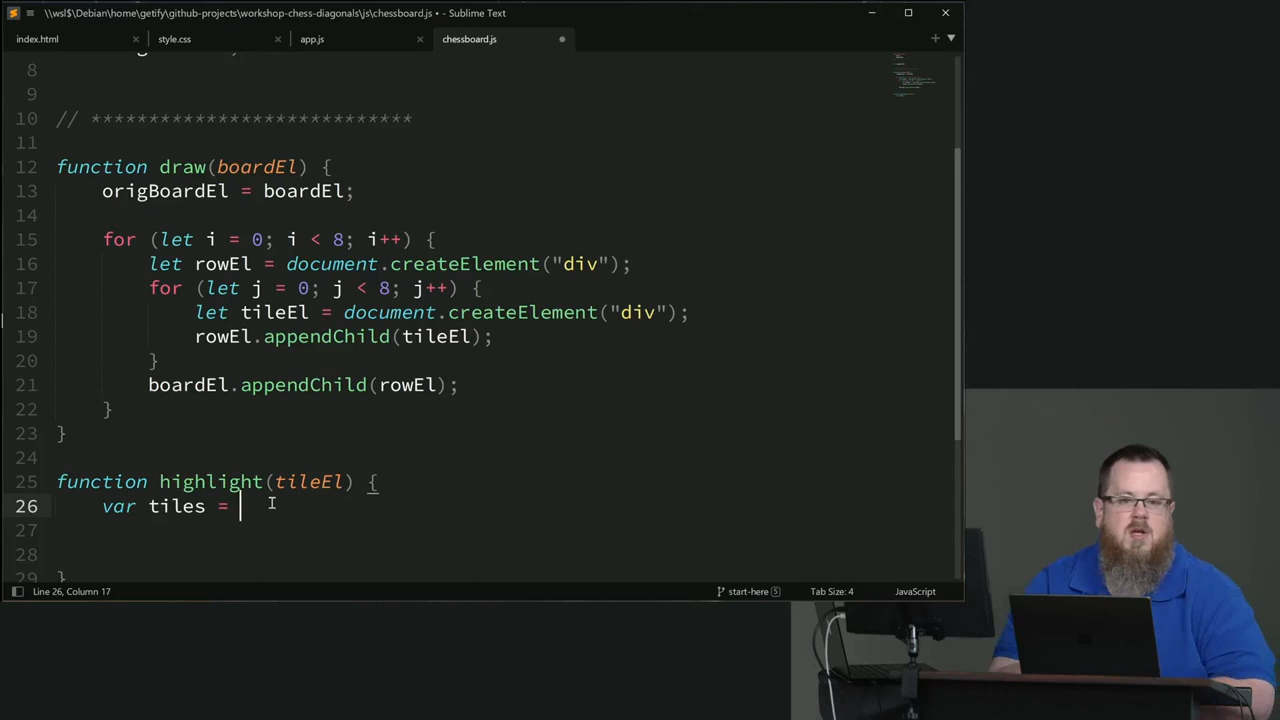 \\wsl$\Debian\home\getify\github-projects\workshop-chess-diagonals\js\chessboard.js • - Sublime Text
index.html
style.css
app.js
chessboard.js
8
9
10 // ****************************
11
12 function draw(boardEl) {
13 origBoardEl = boardEl;
14
15 for (let i = 0; i < 8; i++) {
16 let rowEl = document.createElement("div");
17 for (let j = 0; j < 8; j++) {
18 let tileEl = document.createElement("div");
19 rowEl.appendChild(tileEl);
20 }
21 boardEl.appendChild(rowEl);
22 }
23 }
24
25 function highlight(tileEl) {
26 var tiles =
27
28
29 }
Line 26, Column 17
start-here 5
Tab Size: 4
JavaScript